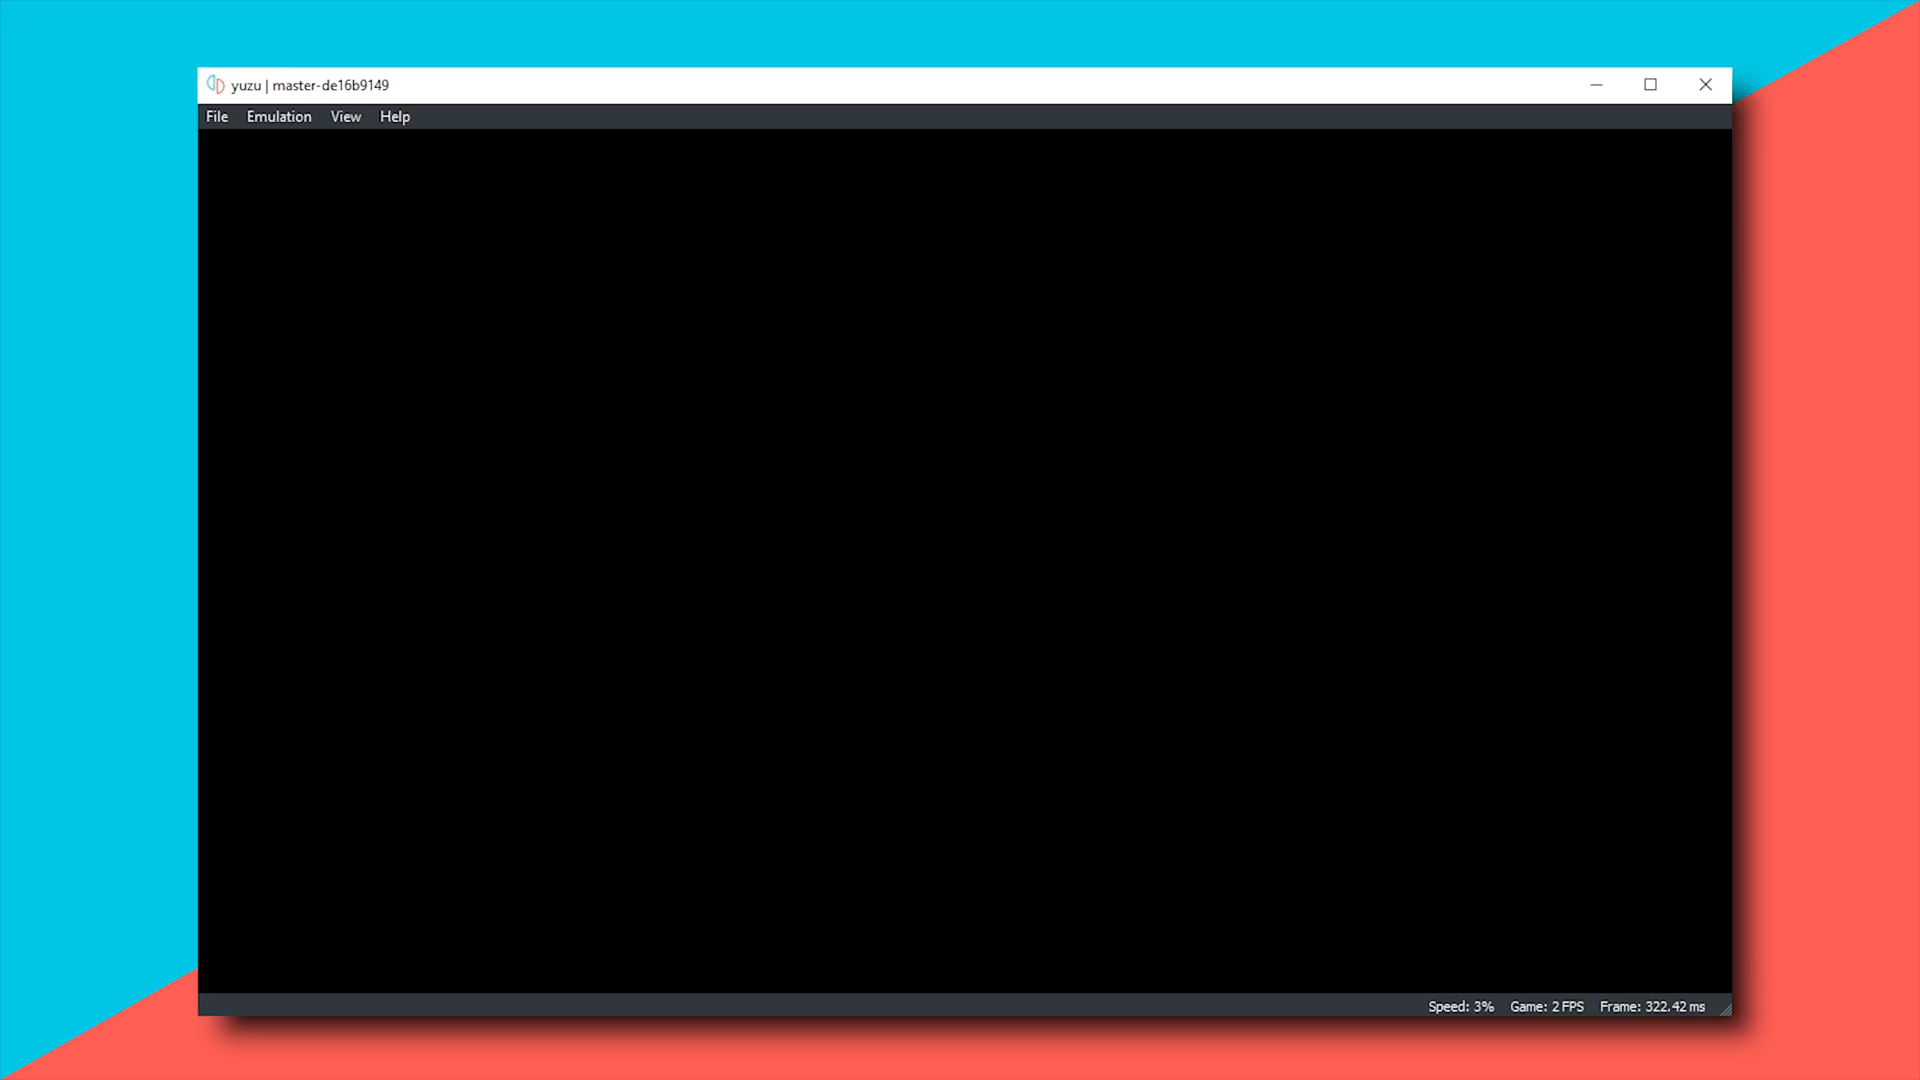 yuzu | master-de16b9149
File Emulation View Help
Speed: 3% Game: 2 FPS Frame: 322.42 ms